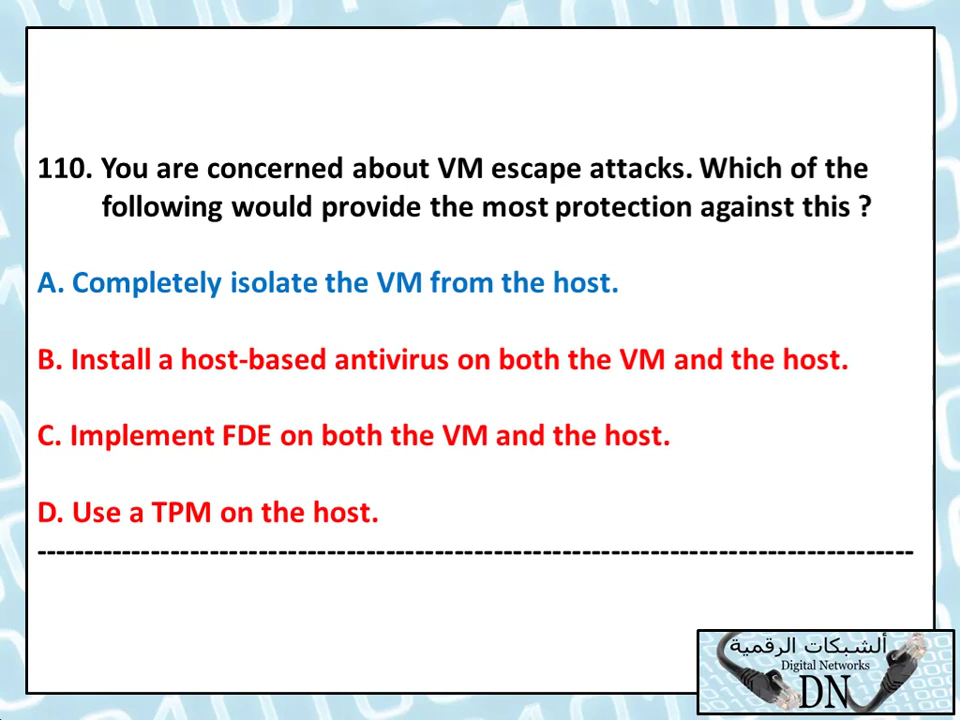 110. You are concerned about VM escape attacks. Which of the
following would provide the most protection against this ?
A. Completely isolate the VM from the host.
B. Install a host-based antivirus on both the VM and the host.
C. Implement FDE on both the VM and the host.
D. Use a TPM on the host.
ألشبكات الرقمية
Digital Networks
DN